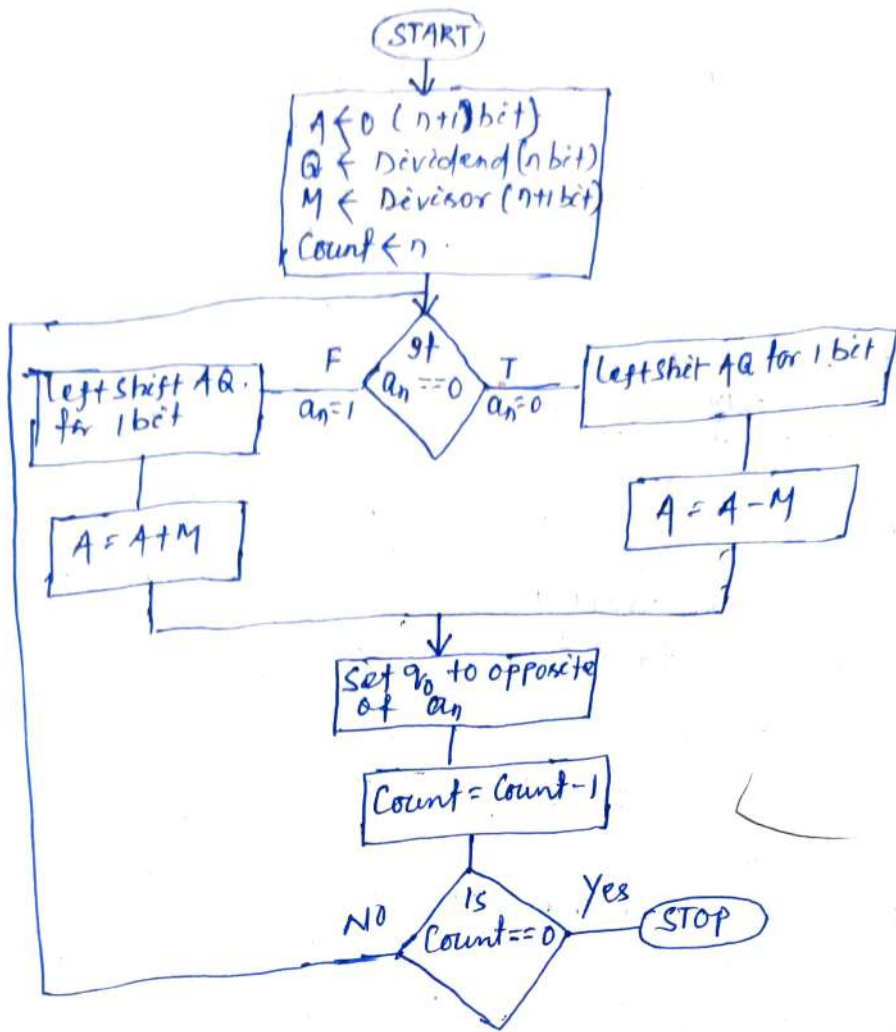 START
A ← 0 (n+1) bit)
Q ← Dividend (n bit)
M ← Divisor (n+1 bit)
Count ← n.
If
an == 0
F
an=1
T
an=0
Left Shift AQ.
for 1 bit
Left Shit AQ for 1 bit
A = A+M
A = A-M
Set q0 to opposite
of an
Count = Count-1
Is
Count==0
NO
Yes
STOP